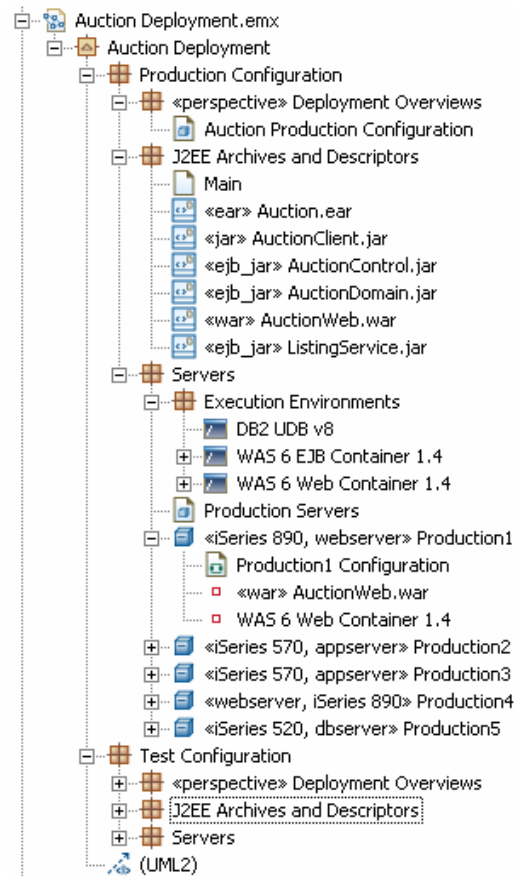 Auction Deployment.emx
Auction Deployment
Production Configuration
«perspective» Deployment Overviews
Auction Production Configuration
J2EE Archives and Descriptors
Main
«ear» Auction.ear
«jar» AuctionClient.jar
«ejb_jar» AuctionControl.jar
«ejb_jar» AuctionDomain.jar
«war» AuctionWeb.war
«ejb_jar» ListingService.jar
Servers
Execution Environments
DB2 UDB v8
WAS 6 EJB Container 1.4
WAS 6 Web Container 1.4
Production Servers
«iSeries 890, webserver» Production1
Production1 Configuration
«war» AuctionWeb.war
WAS 6 Web Container 1.4
«iSeries 570, appserver» Production2
«iSeries 570, appserver» Production3
«webserver, iSeries 890» Production4
«iSeries 520, dbserver» Production5
Test Configuration
«perspective» Deployment Overviews
J2EE Archives and Descriptors
Servers
(UML2)